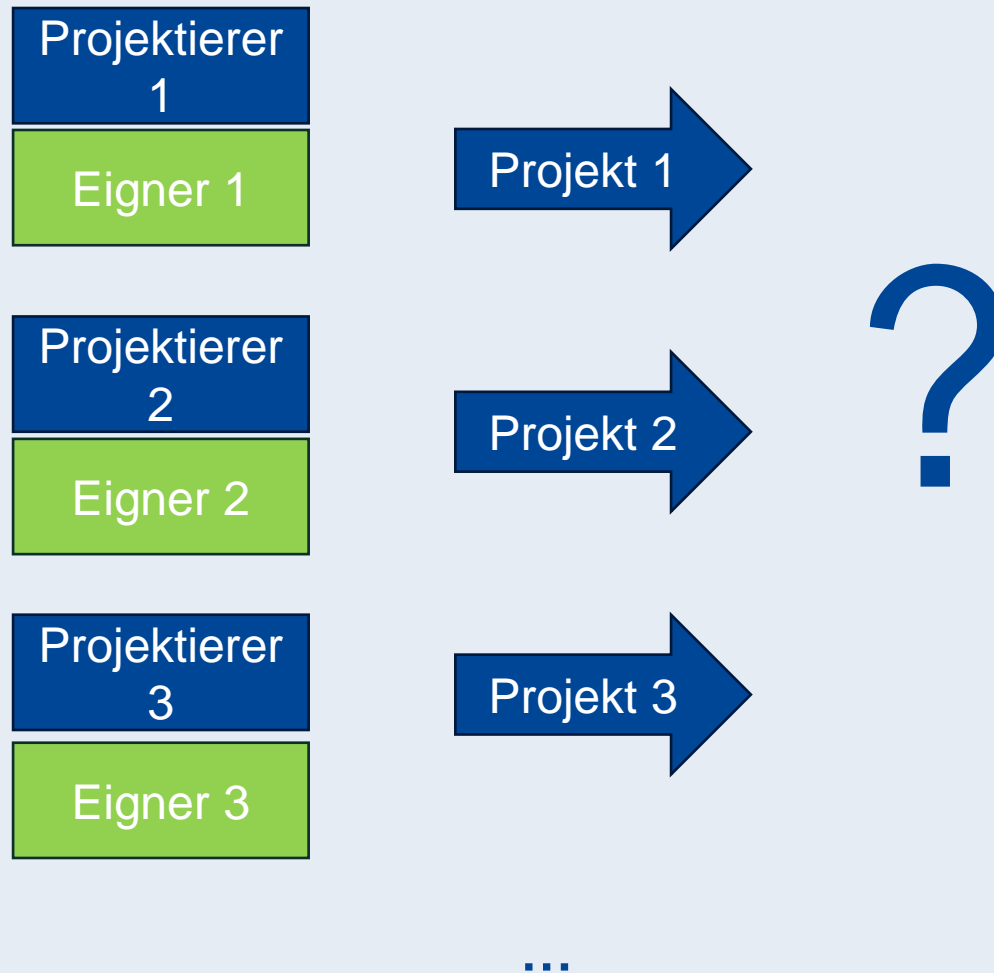 Projektierer
1
Eigner 1
Projekt 1
?
Projektierer
2
Eigner 2
Projekt 2
Projektierer
3
Eigner 3
Projekt 3
...